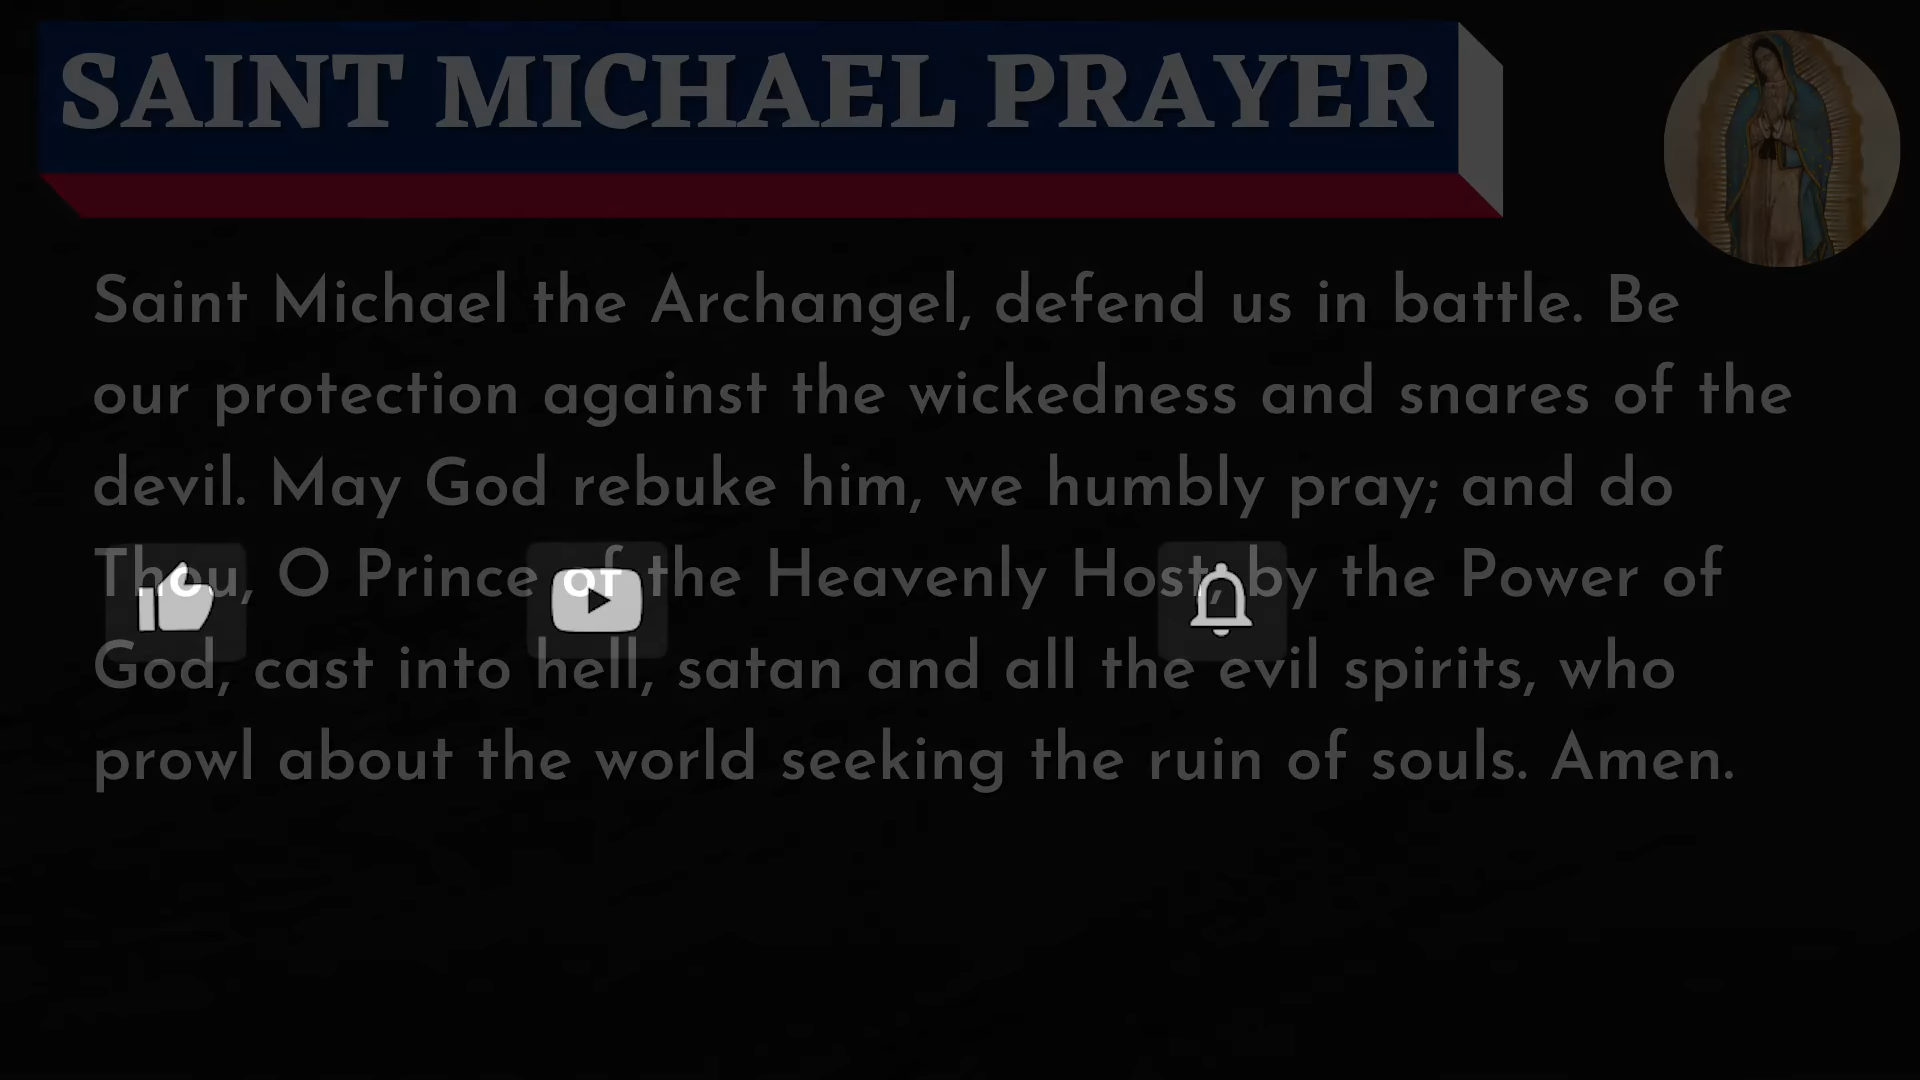 SAINT MICHAEL PRAYER
Saint Michael the Archangel, defend us in battle. Be
our protection against the wickedness and snares of the
devil. May God rebuke him, we humbly pray; and do
Thou, O Prince of the Heavenly Host, by the Power of
God, cast into hell, satan and all the evil spirits, who
prowl about the world seeking the ruin of souls. Amen.